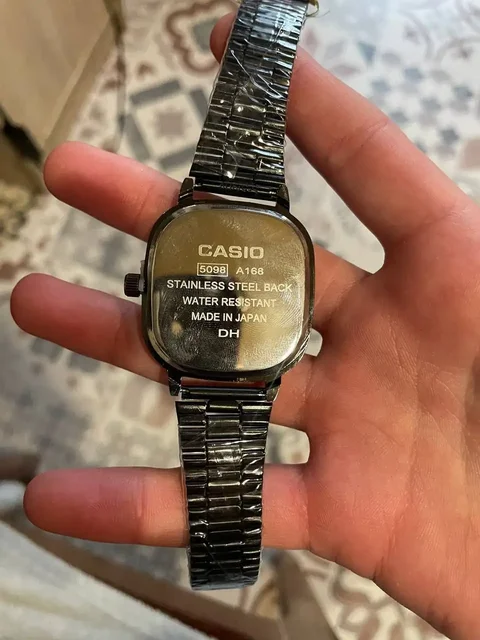 CASIO
5098 A168
STAINLESS STEEL BACK
WATER RESISTANT
MADE IN JAPAN
DH